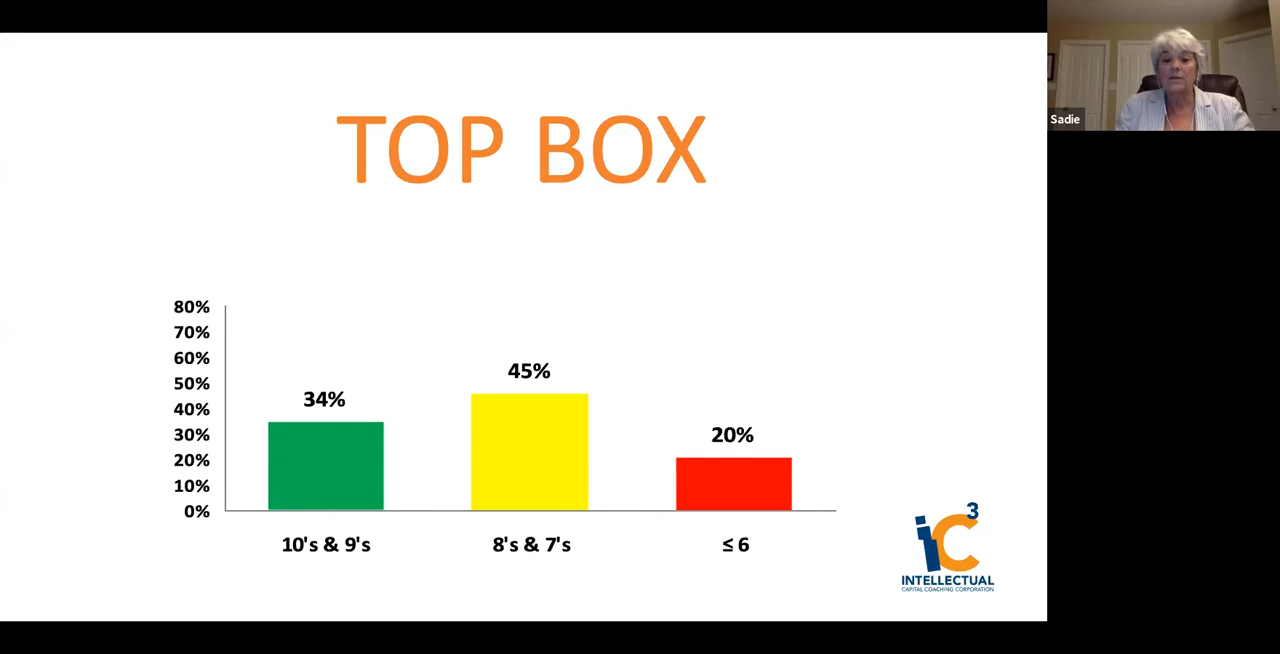 TOP BOX
Sadie
80%
70%
60%
50%
40%
30%
20%
10%
0%
34%
45%
20%
10's & 9's
8's & 7's
≤ 6
iC3
INTELLECTUAL
CAPITAL COACHING CORPORATION